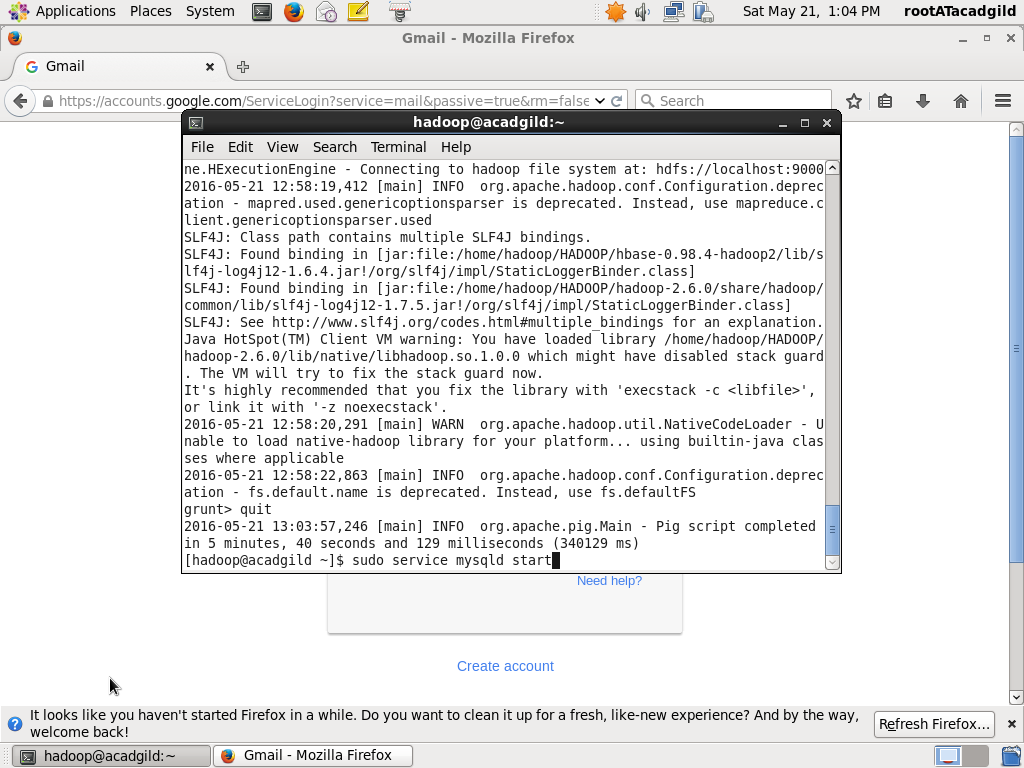 Applications Places System Sat May 21, 1:04 PM rootATacadgild
Gmail - Mozilla Firefox
Gmail
https://accounts.google.com/ServiceLogin?service=mail&passive=true&rm=false
Search
hadoop@acadgild:~
File Edit View Search Terminal Help
ne.HExecutionEngine - Connecting to hadoop file system at: hdfs://localhost:9000
2016-05-21 12:58:19,412 [main] INFO  org.apache.hadoop.conf.Configuration.deprec
ation - mapred.used.genericoptionsparser is deprecated. Instead, use mapreduce.c
lient.genericoptionsparser.used
SLF4J: Class path contains multiple SLF4J bindings.
SLF4J: Found binding in [jar:file:/home/hadoop/HADOOP/hbase-0.98.4-hadoop2/lib/s
lf4j-log4j12-1.6.4.jar!/org/slf4j/impl/StaticLoggerBinder.class]
SLF4J: Found binding in [jar:file:/home/hadoop/HADOOP/hadoop-2.6.0/share/hadoop/
common/lib/slf4j-log4j12-1.7.5.jar!/org/slf4j/impl/StaticLoggerBinder.class]
SLF4J: See http://www.slf4j.org/codes.html#multiple_bindings for an explanation.
Java HotSpot(TM) Client VM warning: You have loaded library /home/hadoop/HADOOP/
hadoop-2.6.0/lib/native/libhadoop.so.1.0.0 which might have disabled stack guard
. The VM will try to fix the stack guard now.
It's highly recommended that you fix the library with 'execstack -c <libfile>',
or link it with '-z noexecstack'.
2016-05-21 12:58:20,291 [main] WARN  org.apache.hadoop.util.NativeCodeLoader - U
nable to load native-hadoop library for your platform... using builtin-java clas
ses where applicable
2016-05-21 12:58:22,863 [main] INFO  org.apache.hadoop.conf.Configuration.deprec
ation - fs.default.name is deprecated. Instead, use fs.defaultFS
grunt> quit
2016-05-21 13:03:57,246 [main] INFO  org.apache.pig.Main - Pig script completed
in 5 minutes, 40 seconds and 129 milliseconds (340129 ms)
[hadoop@acadgild ~]$ sudo service mysqld start
Need help?
Create account
It looks like you haven't started Firefox in a while. Do you want to clean it up for a fresh, like-new experience? And by the way,
welcome back!
Refresh Firefox...
hadoop@acadgild:~
Gmail - Mozilla Firefox